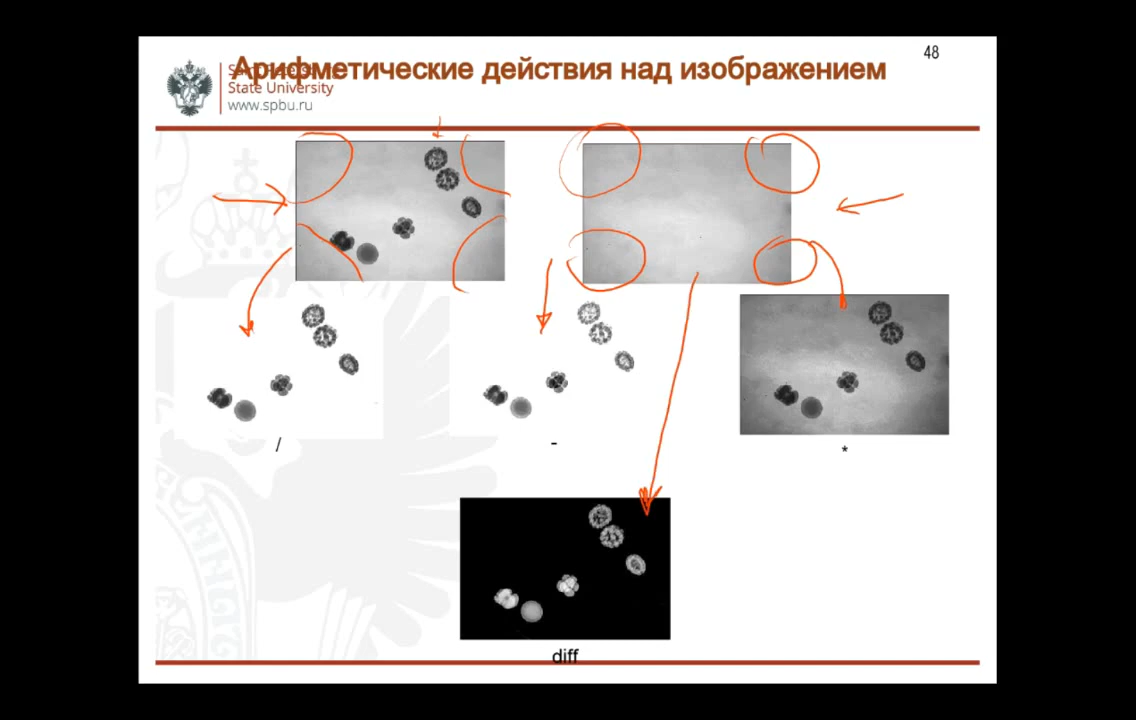 48
Арифметические действия над изображением
State University
www.spbu.ru
/
-
*
diff